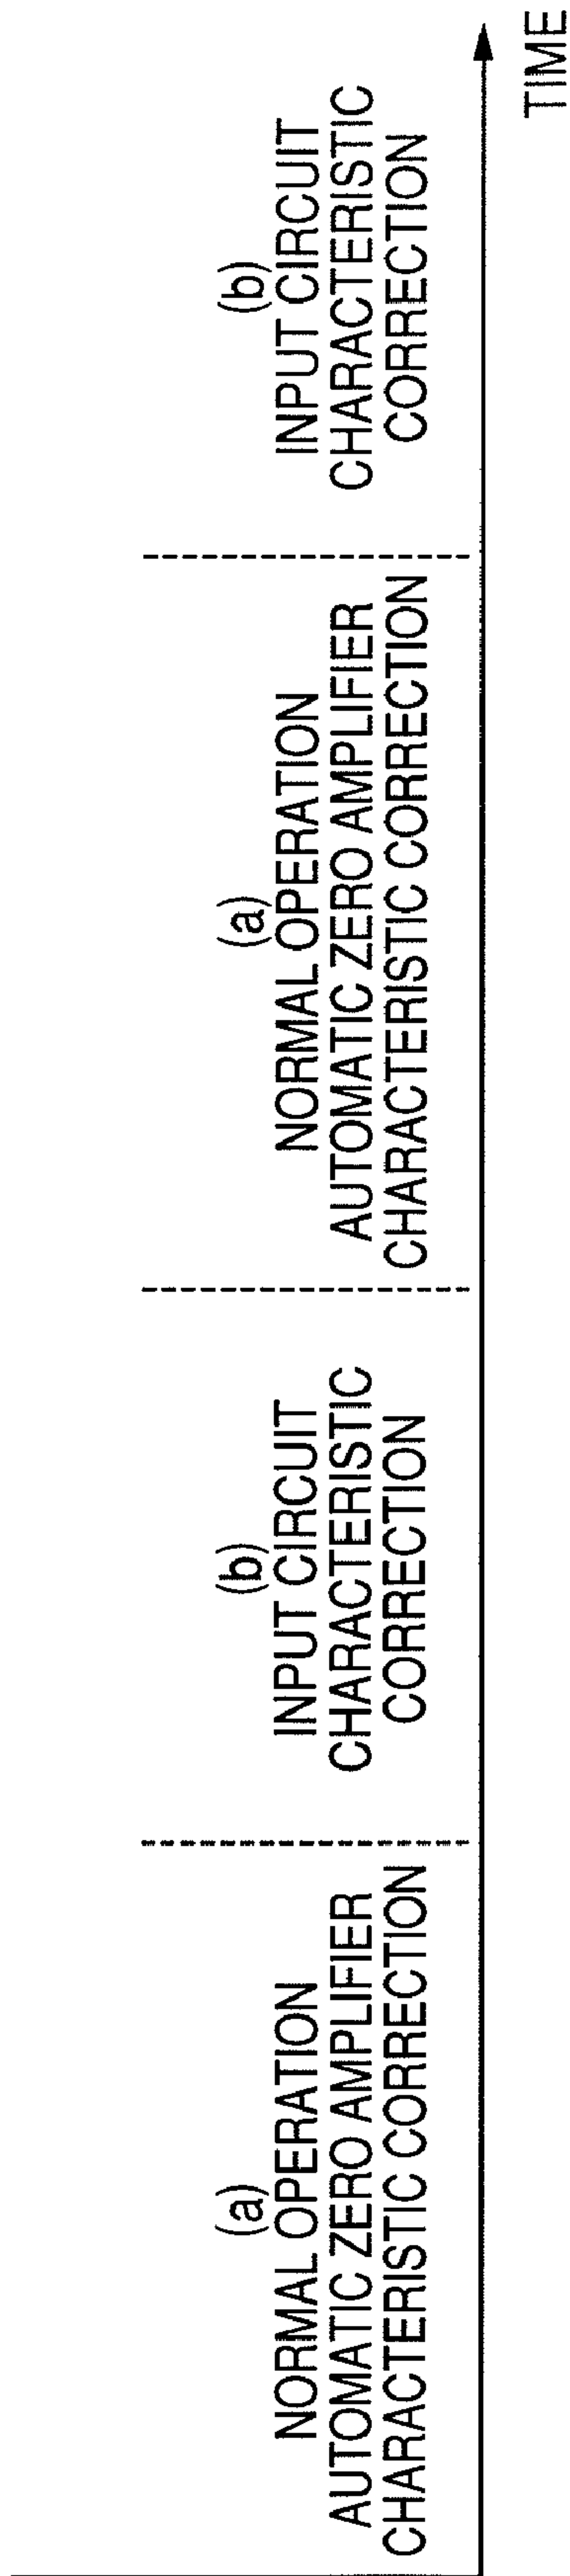 (a)
NORMAL OPERATION
AUTOMATIC ZERO AMPLIFIER
CHARACTERISTIC CORRECTION
(b)
INPUT CIRCUIT
CHARACTERISTIC
CORRECTION
(a)
NORMAL OPERATION
AUTOMATIC ZERO AMPLIFIER
CHARACTERISTIC CORRECTION
(b)
INPUT CIRCUIT
CHARACTERISTIC
CORRECTION
TIME